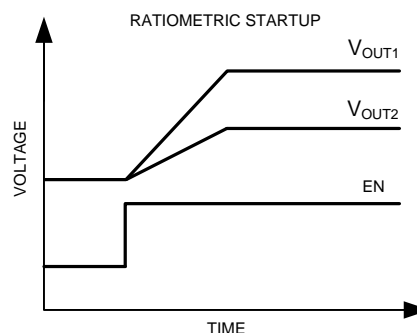 RATIOMETRIC STARTUP
VOUT1
VOUT2
EN
VOLTAGE
TIME